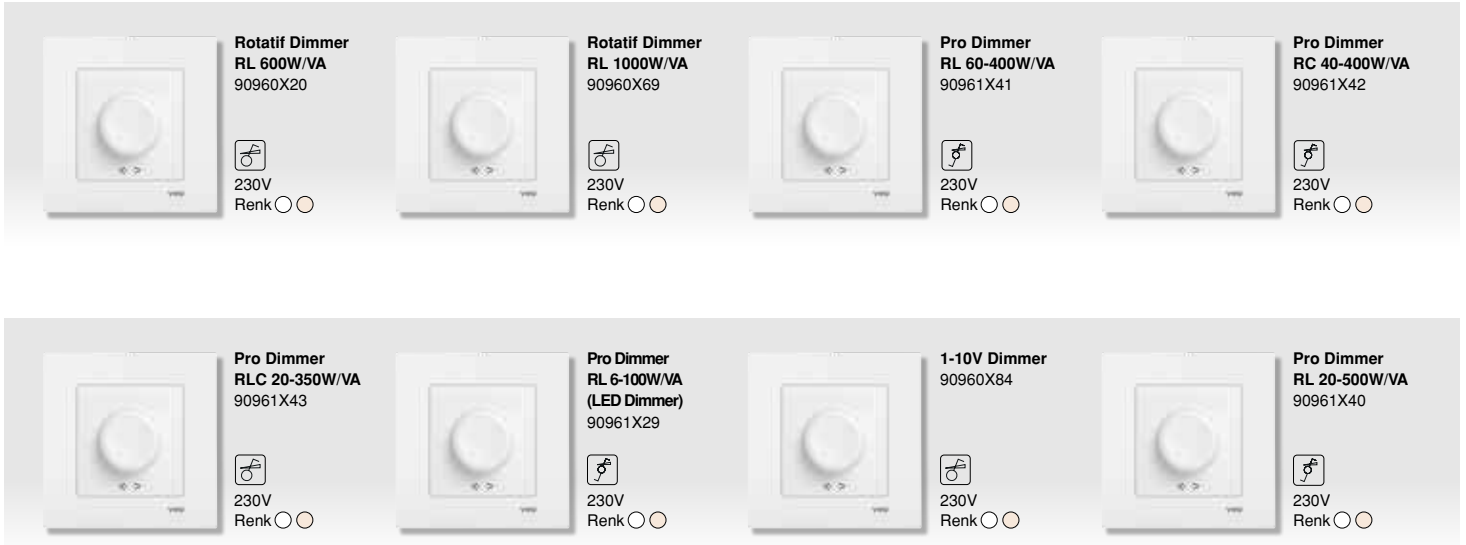 Rotatif Dimmer
RL 600W/VA
90960X20
230V
Renk
Rotatif Dimmer
RL 1000W/VA
90960X69
230V
Renk
Pro Dimmer
RL 60-400W/VA
90961X41
230V
Renk
Pro Dimmer
RC 40-400W/VA
90961X42
230V
Renk
Pro Dimmer
RLC 20-350W/VA
90961X43
230V
Renk
Pro Dimmer
RL 6-100W/VA
(LED Dimmer)
90961X29
230V
Renk
1-10V Dimmer
90960X84
230V
Renk
Pro Dimmer
RL 20-500W/VA
90961X40
230V
Renk